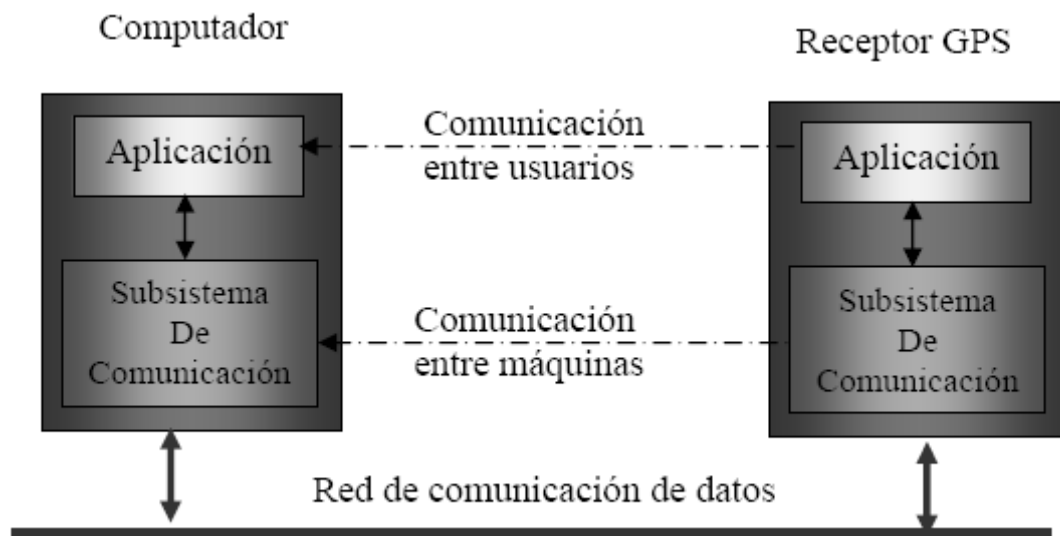 Computador
Receptor GPS
Aplicación
Comunicación
entre usuarios
Aplicación
Subsistema
De
Comunicación
Comunicación
entre máquinas
Subsistema
De
Comunicación
Red de comunicación de datos